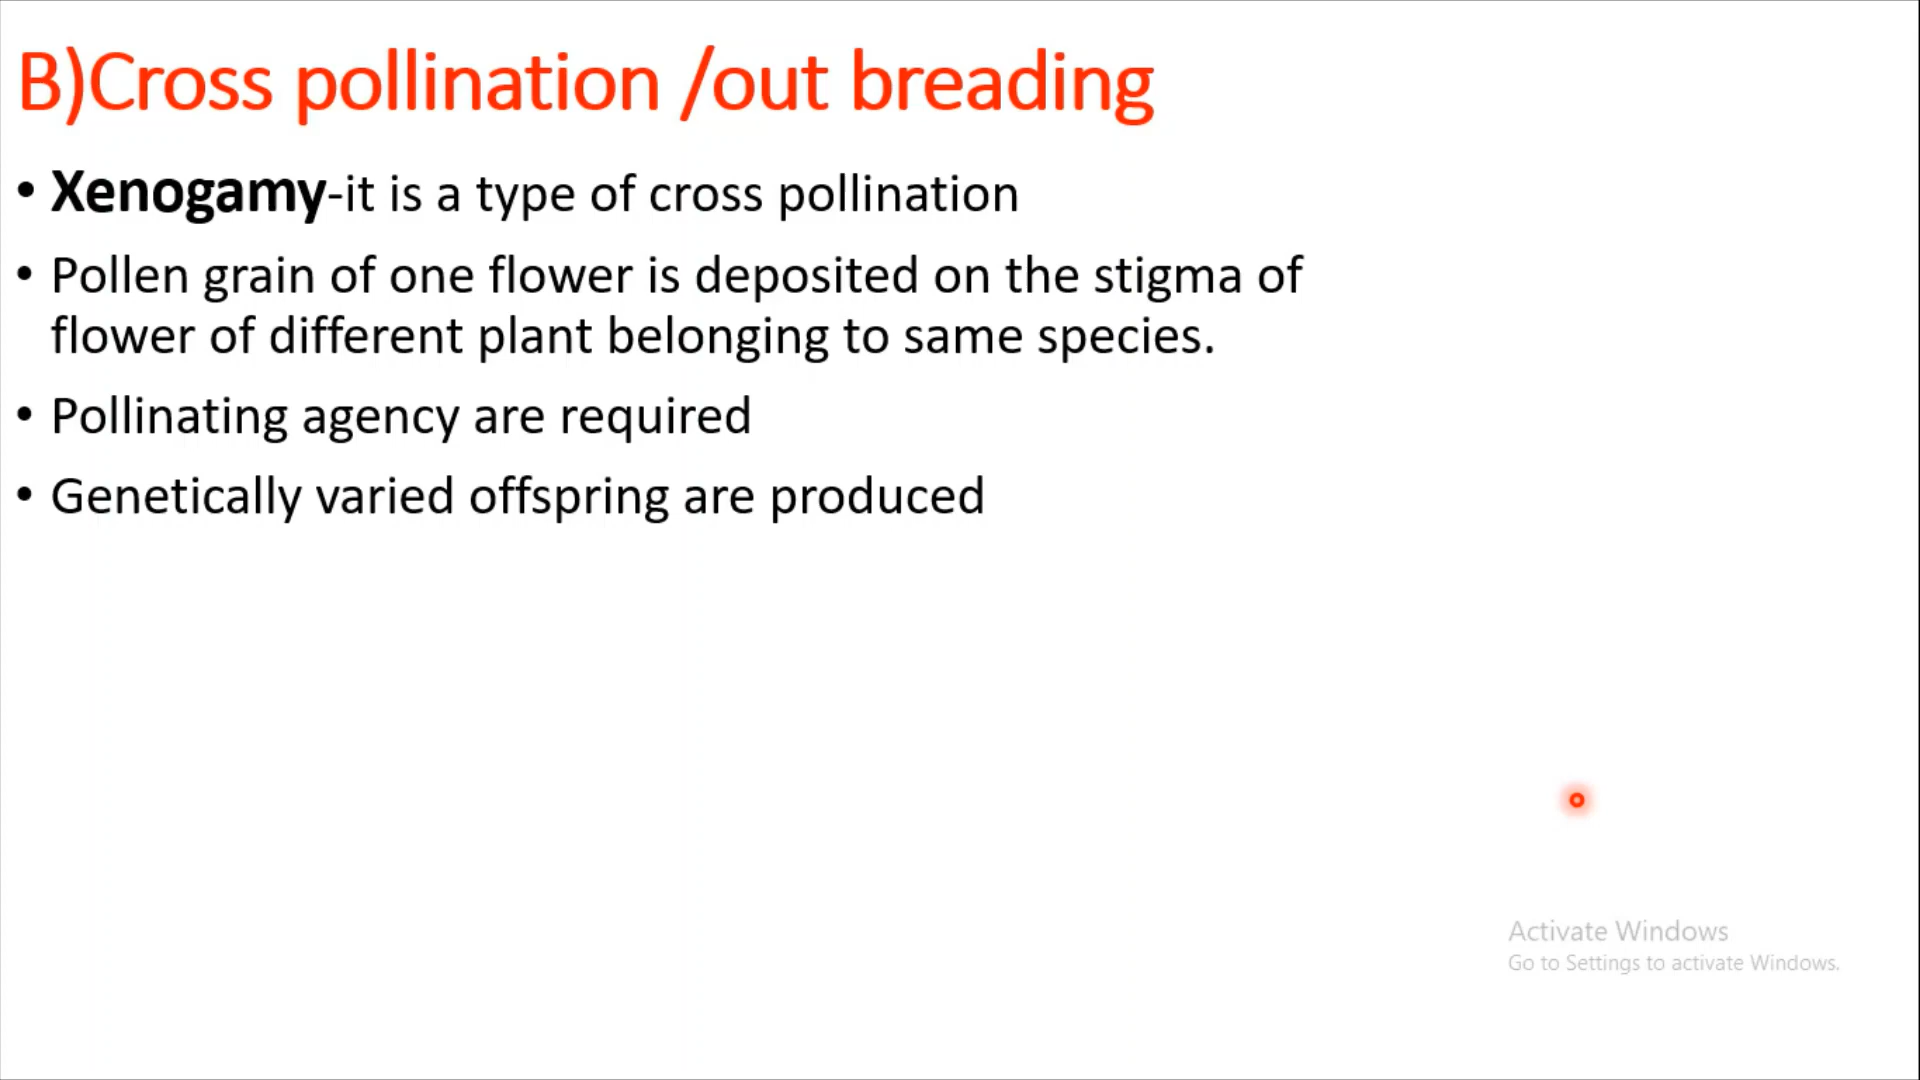 B)Cross pollination /out breading
• Xenogamy-it is a type of cross pollination
• Pollen grain of one flower is deposited on the stigma of
flower of different plant belonging to same species.
• Pollinating agency are required
• Genetically varied offspring are produced
Activate Windows
Go to Settings to activate Windows.